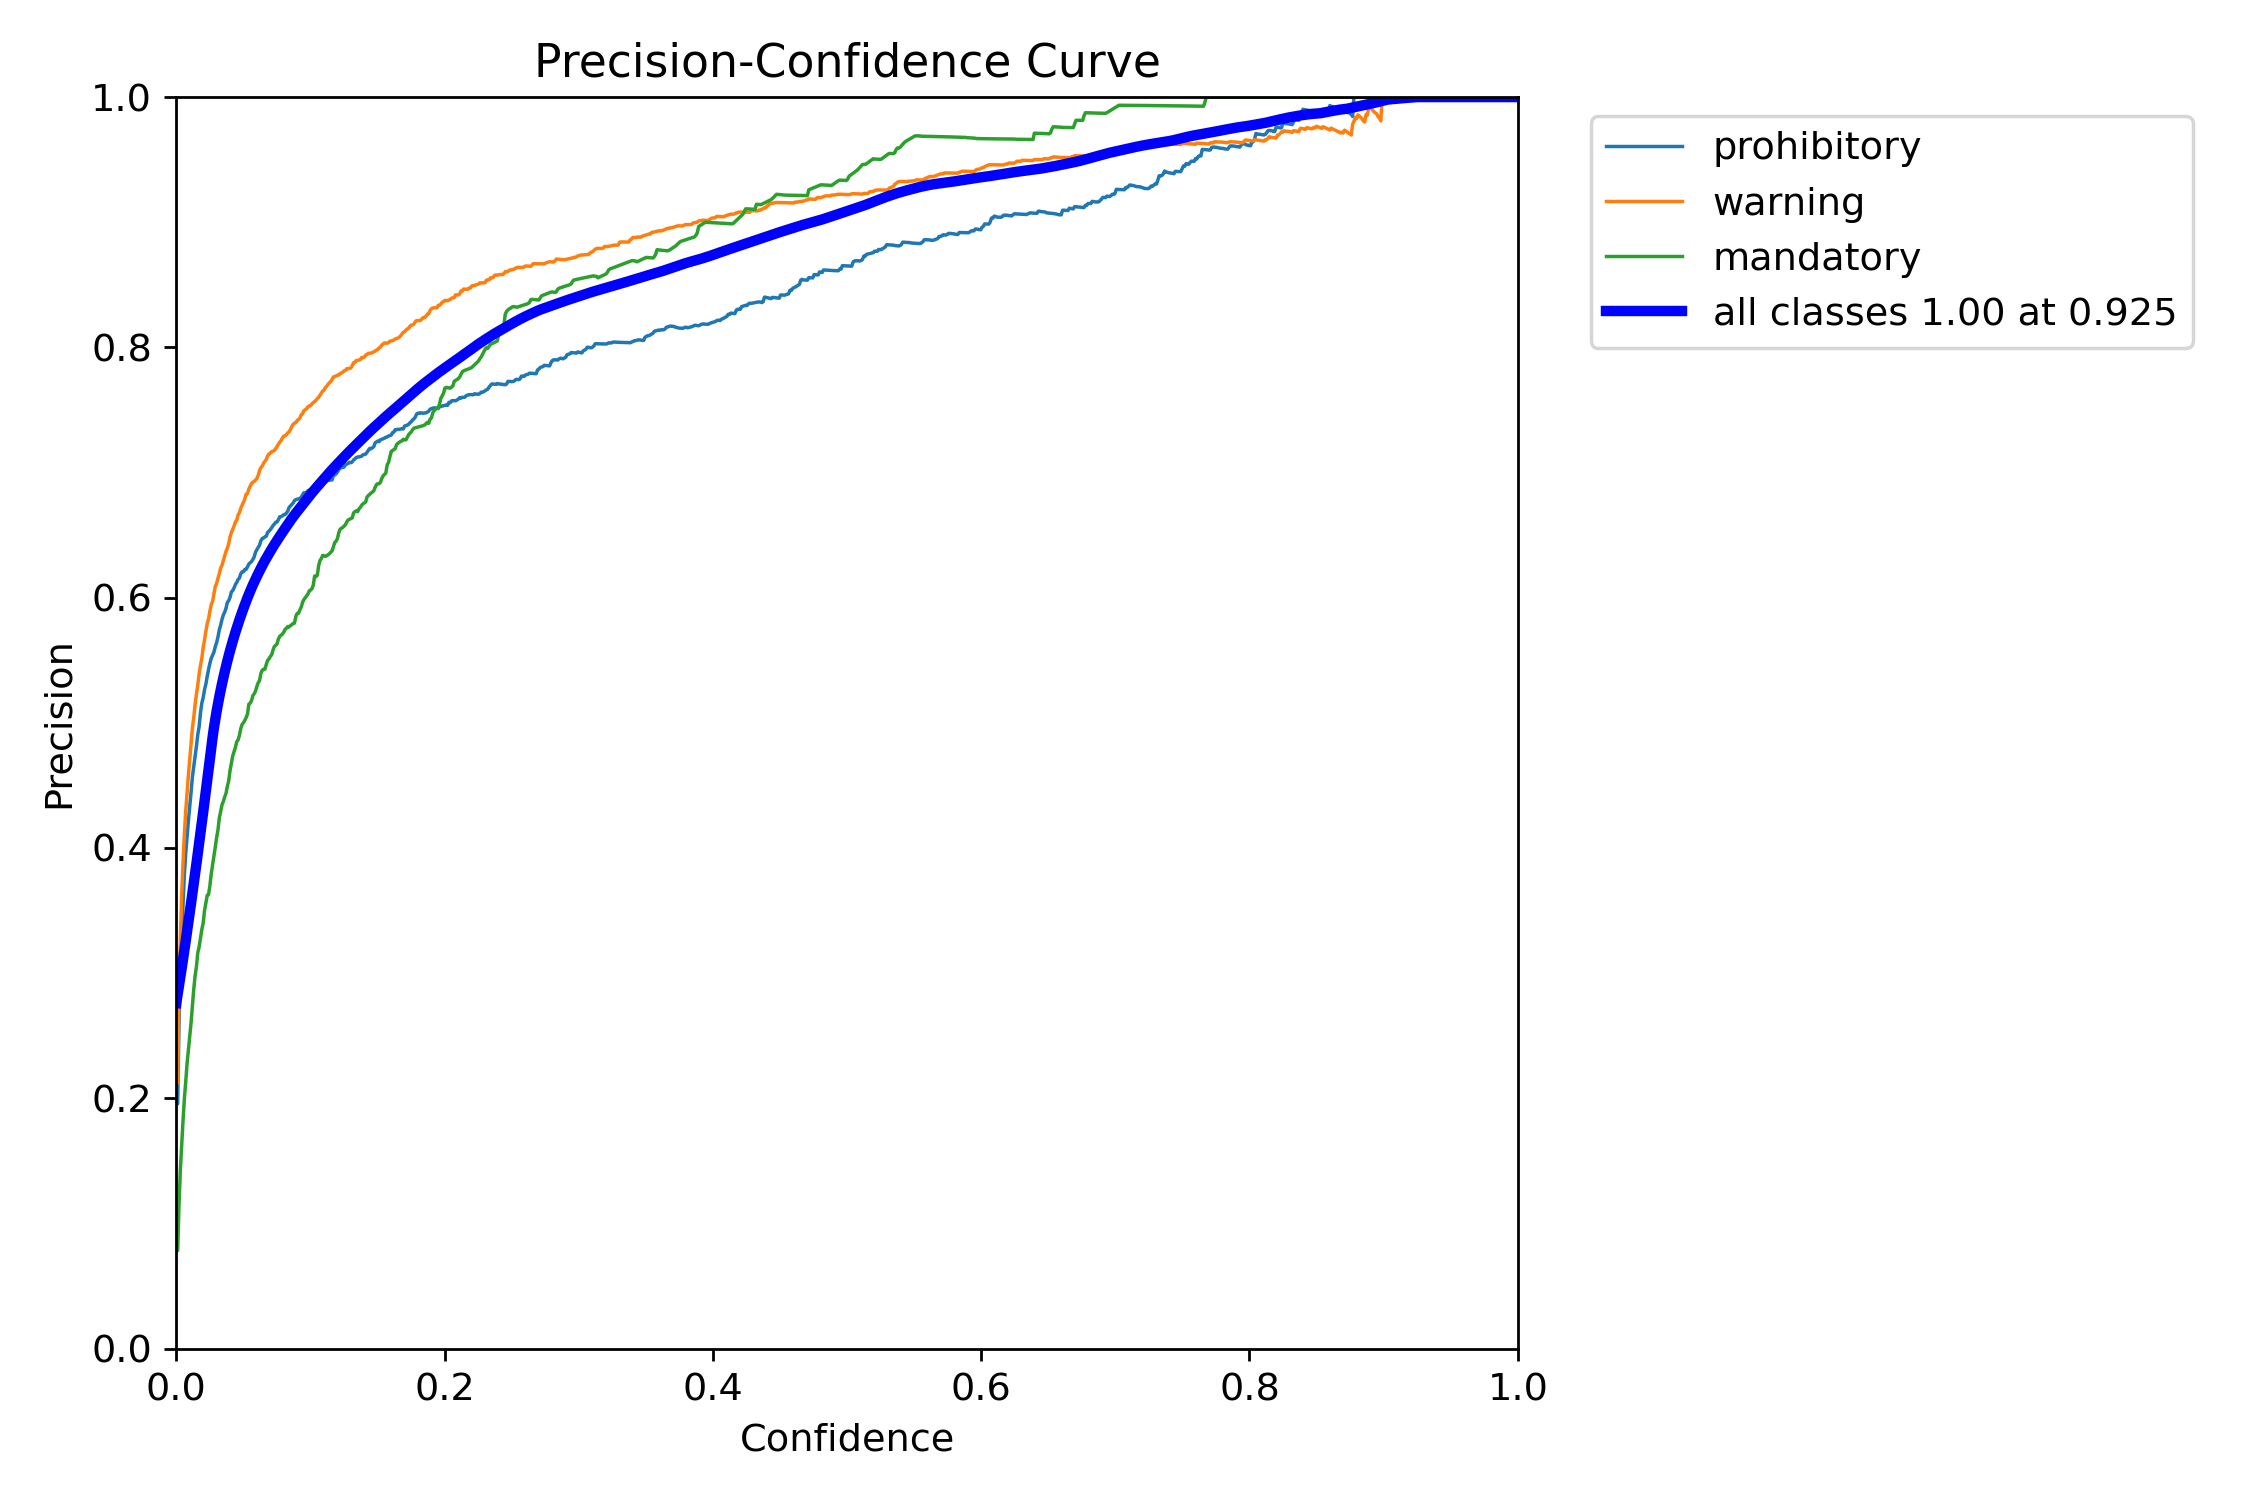 Precision-Confidence Curve
1.0
0.8
0.6
0.4
0.2
0.0
Precision
0.0 0.2 0.4 0.6 0.8 1.0
Confidence
prohibitory
warning
mandatory
all classes 1.00 at 0.925